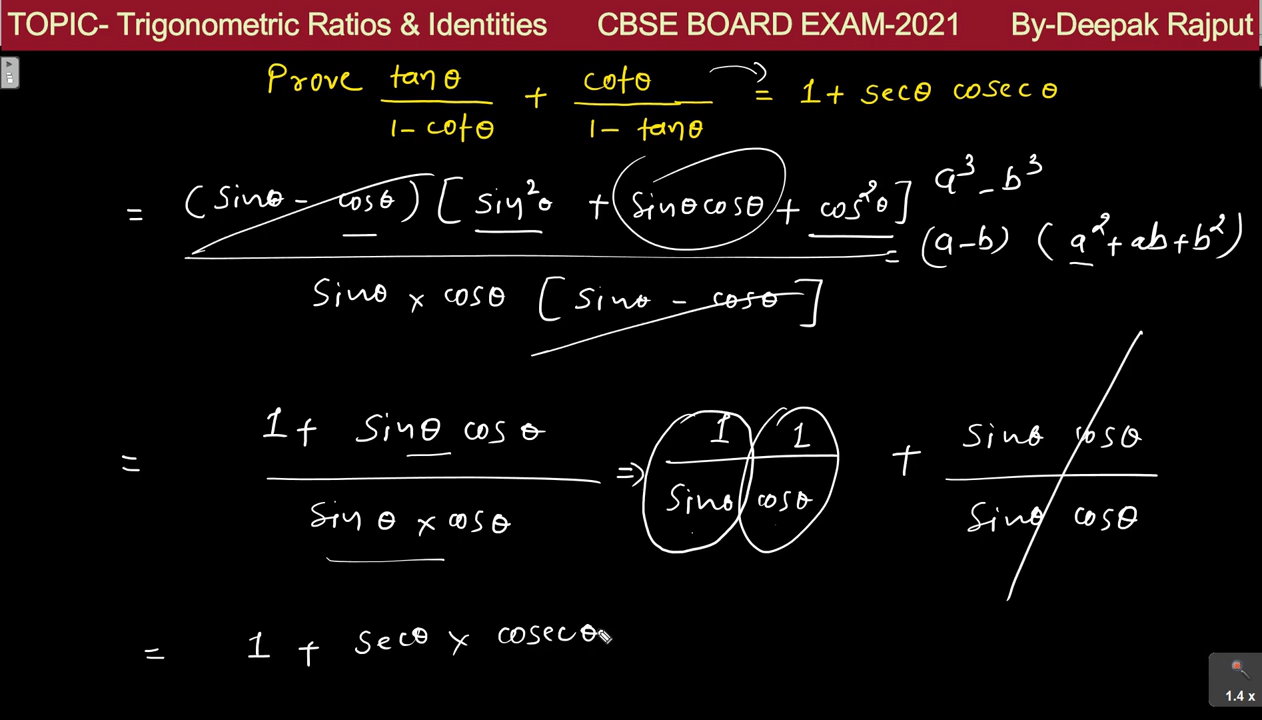 TOPIC- Trigonometric Ratios & Identities CBSE BOARD EXAM-2021 By-Deepak Rajput
Prove tanθ/(1 - cotθ) + cotθ/(1 - tanθ) = 1 + secθ cosecθ
= (sinθ - cosθ) [sin²θ + sinθcosθ + cos²θ] / sinθ × cosθ [sinθ - cosθ]
a³ - b³
= (a-b) (a² + ab + b²)
= (1 + sinθ cosθ) / (sinθ × cosθ) ⇒ 1/sinθ 1/cosθ + sinθ cosθ / sinθ cosθ
= 1 + secθ × cosecθ
1.4 x